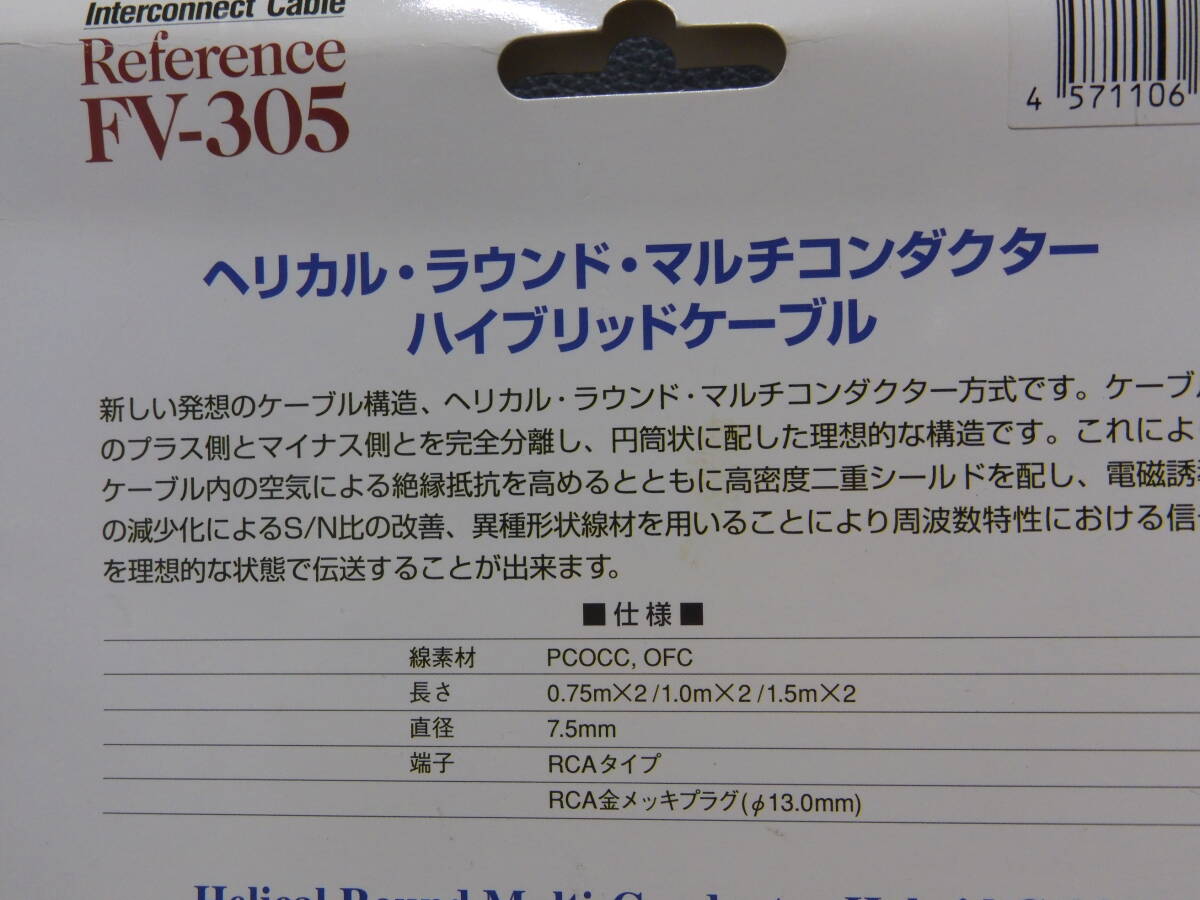 Interconnect Cable
Reference
FV-305
4 571106
ヘリカル・ラウンド・マルチコンダクター
ハイブリッドケーブル
新しい発想のケーブル構造、ヘリカル・ラウンド・マルチコンダクター方式です。ケーブル
のプラス側とマイナス側とを完全分離し、円筒状に配した理想的な構造です。これによ
ケーブル内の空気による絶縁抵抗を高めるとともに高密度二重シールドを配し、電磁誘
の減少化によるS/N比の改善、異種形状線材を用いることにより周波数特性における信
を理想的な状態で伝送することが出来ます。
■仕様■
線素材 PCOCC, OFC
長さ 0.75m×2 /1.0m×2 /1.5m×2
直径 7.5mm
端子 RCAタイプ
RCA金メッキプラグ(φ13.0mm)
Helical Round Multi Conductor